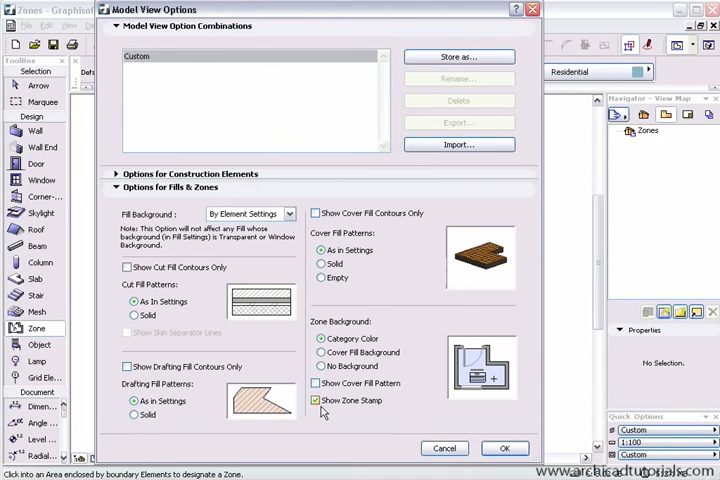 Zones - Graphisof
Model View Option Combinations
Model View Options
?
File
Edit
ToolBox
Selection
Arrow
Marquee
Design
Wall
Wall End
Door
Window
Corner-...
Skylight
Roof
Beam
Column
Slab
Stair
Mesh
Zone
Object
Lamp
Grid Ele...
Document
Dimen...
Angle ...
Level ...
Radial...
Custom
Store as...
Rename...
Delete
Export...
Import...
Options for Construction Elements
Options for Fills & Zones
Fill Background :
By Element Settings
Note: This Option will not affect any Fill whose
background (in Fill Settings) is Transparent or Window
Background.
Show Cut Fill Contours Only
Cut Fill Patterns:
As In Settings
Solid
Show Skin Separator Lines
Show Drafting Fill Contours Only
Drafting Fill Patterns:
As in Settings
Solid
Show Cover Fill Contours Only
Cover Fill Patterns:
As in Settings
Solid
Empty
Zone Background:
Category Color
Cover Fill Background
No Background
Show Cover Fill Pattern
Show Zone Stamp
Cancel
OK
Residential
Navigator - View Map
Zones
Properties
No Selection.
Quick Options
Custom
1:100
Custom
Click into an Area enclosed by boundary Elements to designate a Zone.
www.archicadtutorials.com